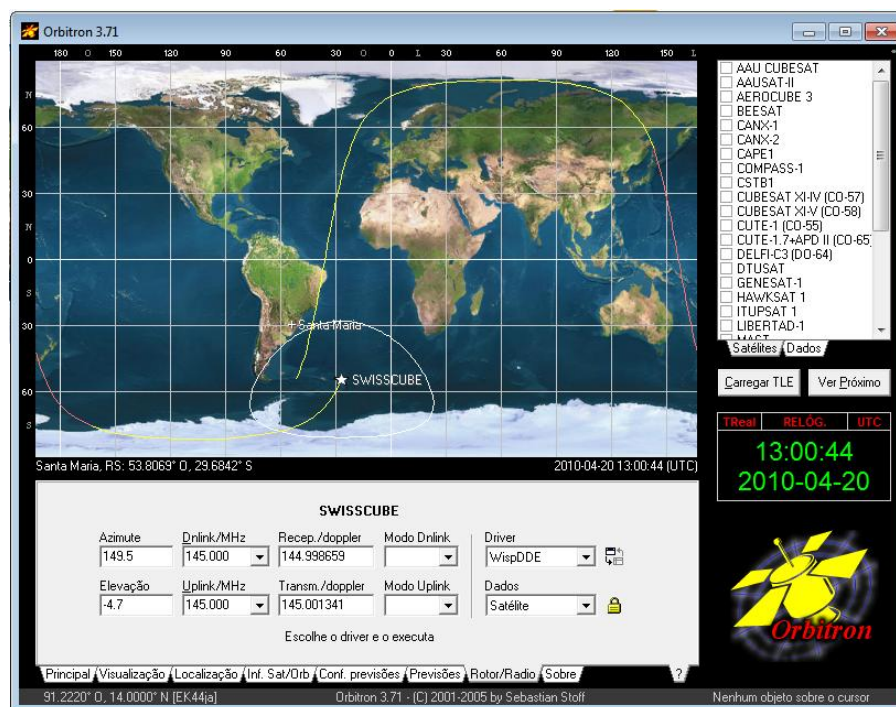 Orbitron 3.71
180 O 150 120 90 60 30 O 0 L 30 60 90 120 150 L
N
60
30
N
0
S
30
60
S
Santa Maria
SWISSCUBE
Santa Maria, RS: 53.8069° O, 29.6842° S
2010-04-20 13:00:44 (UTC)
AAU CUBESAT
AAUSAT-II
AEROCUBE 3
BEESAT
CANX-1
CANX-2
CAPE1
COMPASS-1
CSTB1
CUBESAT XI-IV (CO-57)
CUBESAT XI-V (CO-58)
CUTE-1 (CO-55)
CUTE-1.7+APD II (CO-65)
DELFI-C3 (DO-64)
DTUSAT
GENESAT-1
HAWKSAT 1
ITUPSAT 1
LIBERTAD-1
MAST
Satélites Dados
Carregar TLE Ver Próximo
TReal RELÓG. UTC
13:00:44
2010-04-20
Orbitron
SWISSCUBE
Azimute Dnlink/MHz Recep./doppler Modo Dnlink Driver
149.5 145.000 144.998659 WispDDE
Elevação Uplink/MHz Transm./doppler Modo Uplink Dados
-4.7 145.000 145.001341 Satélite
Escolhe o driver e o executa
Principal Visualização Localização Inf. Sat/Orb Conf. previsões Previsões Rotor/Radio Sobre ?
91.2220° O, 14.0000° N [EK44ja] Orbitron 3.71 - (C) 2001-2005 by Sebastian Stoff Nenhum objeto sobre o cursor